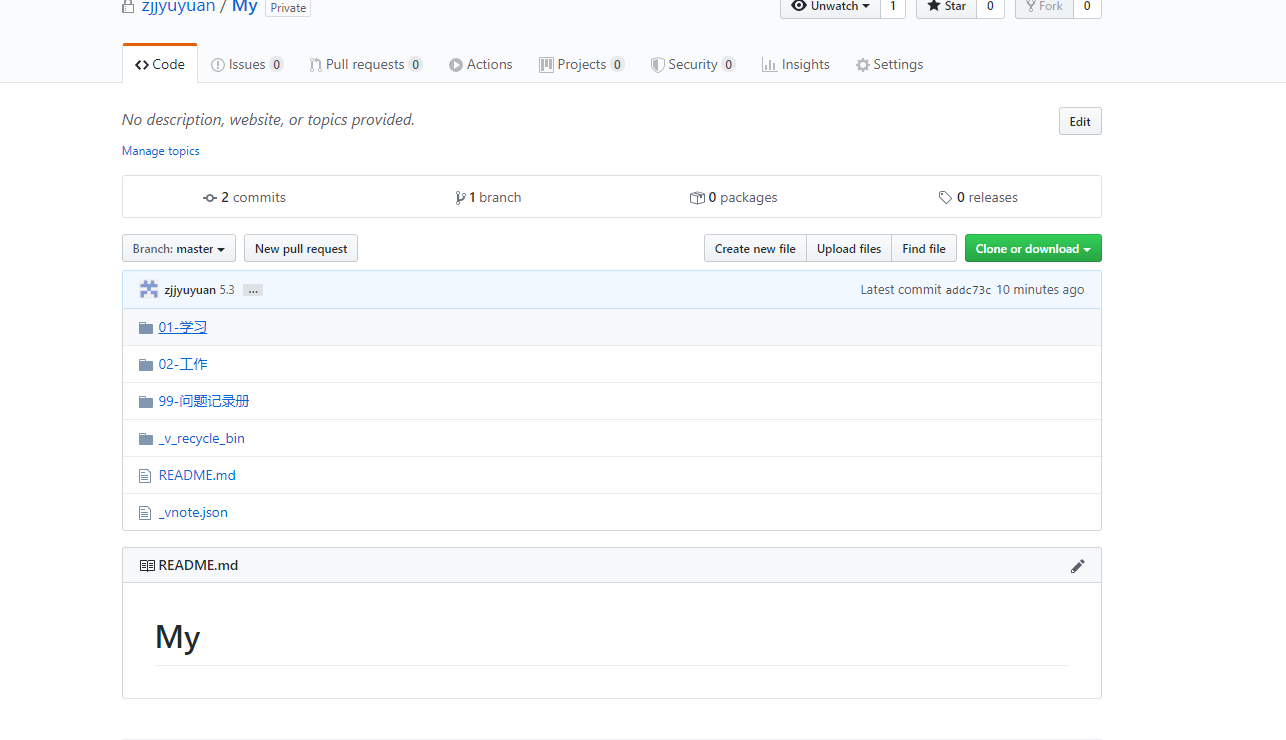 zjjyuyuan / My Private Unwatch 1 Star 0 Fork 0
Code Issues 0 Pull requests 0 Actions Projects 0 Security 0 Insights Settings
No description, website, or topics provided. Edit
Manage topics
2 commits 1 branch 0 packages 0 releases
Branch: master New pull request Create new file Upload files Find file Clone or download
zjjyuyuan 5.3 … Latest commit addc73c 10 minutes ago
01-学习
02-工作
99-问题记录册
_v_recycle_bin
README.md
_vnote.json
README.md
My